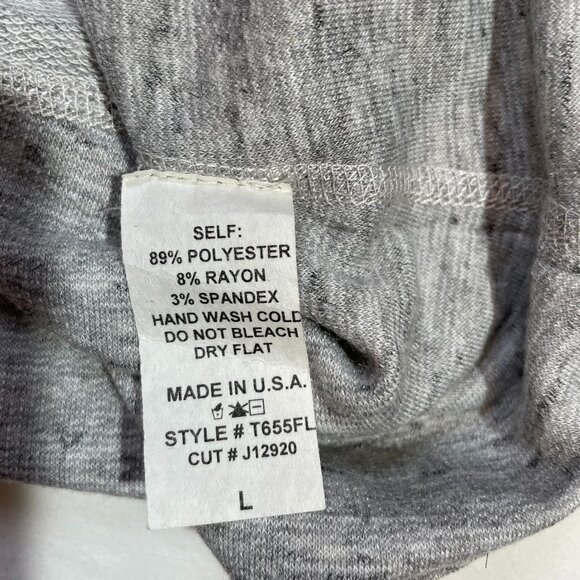 SELF:
89% POLYESTER
8% RAYON
3% SPANDEX
HAND WASH COLD
DO NOT BLEACH
DRY FLAT
MADE IN U.S.A.
STYLE # T655FL
CUT # J12920
L